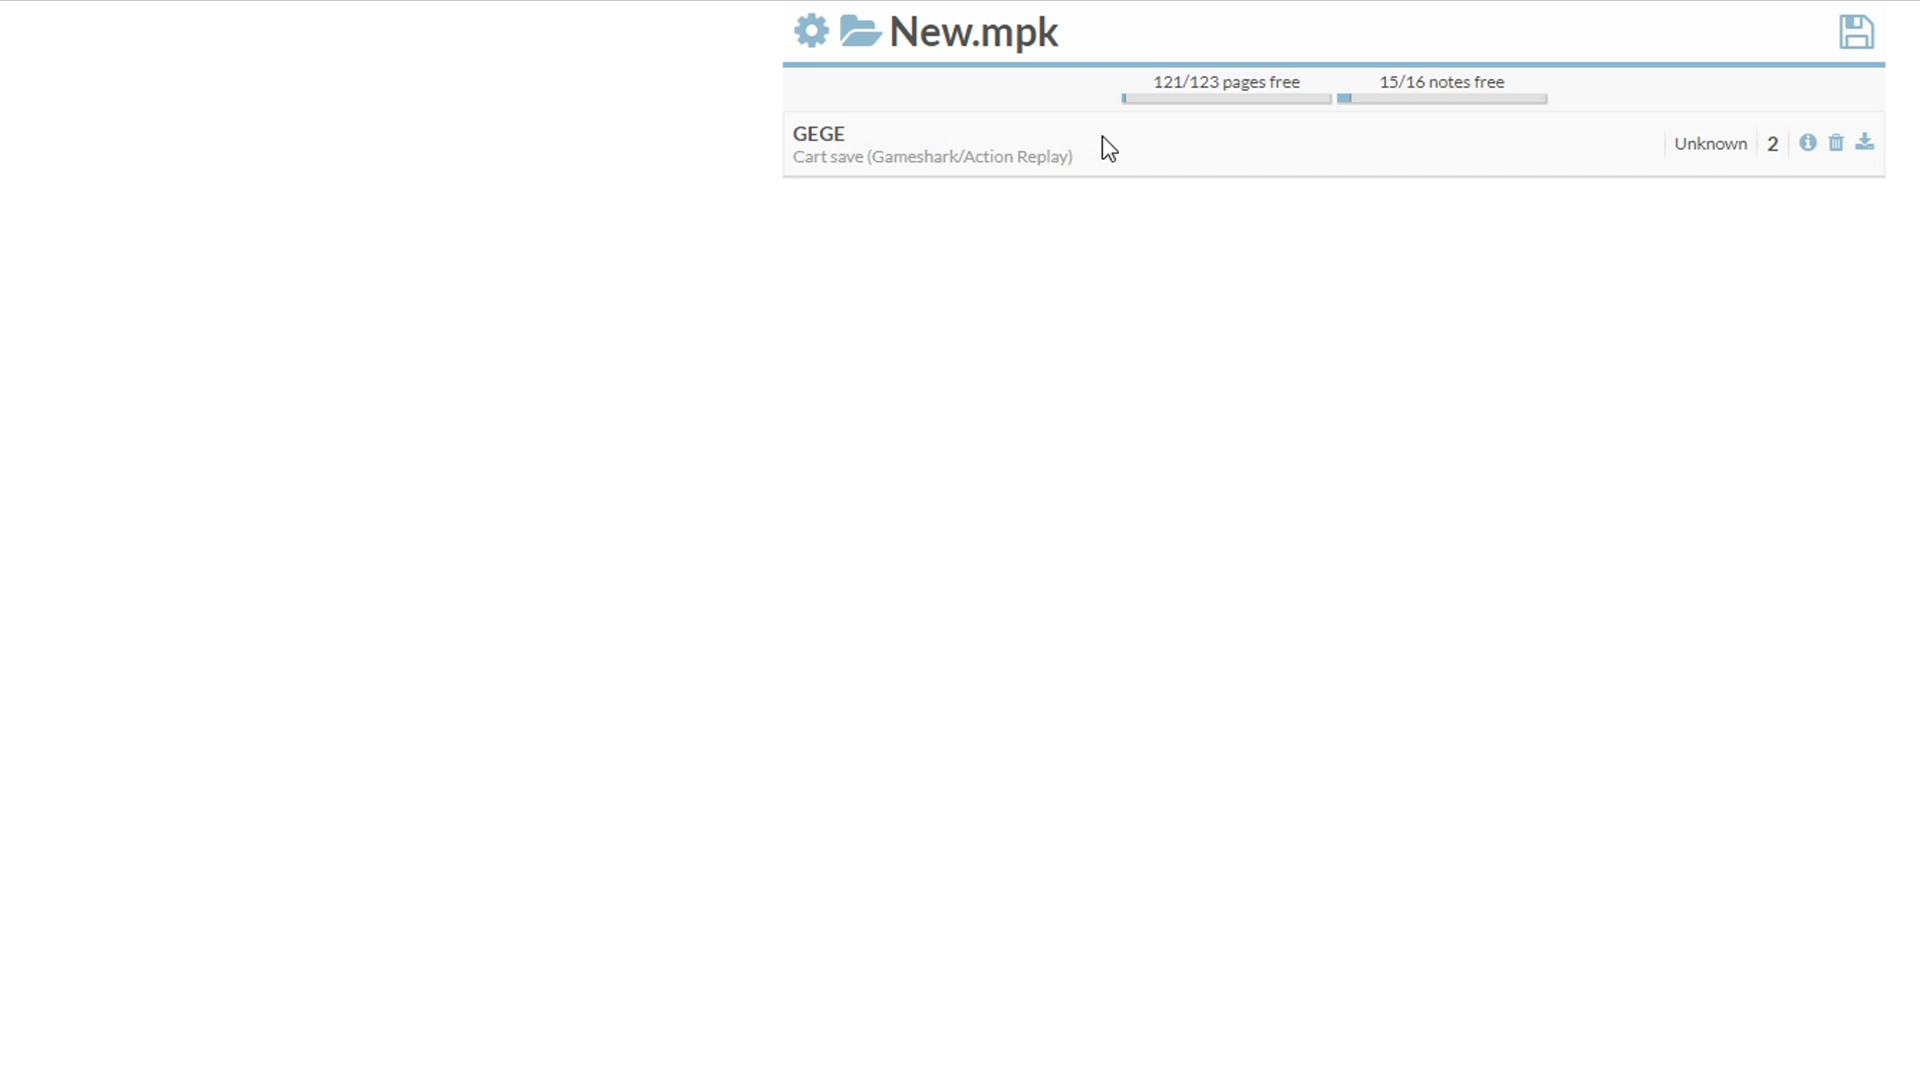 New.mpk
121/123 pages free 15/16 notes free
GEGE
Cart save (Gameshark/Action Replay)
Unknown 2